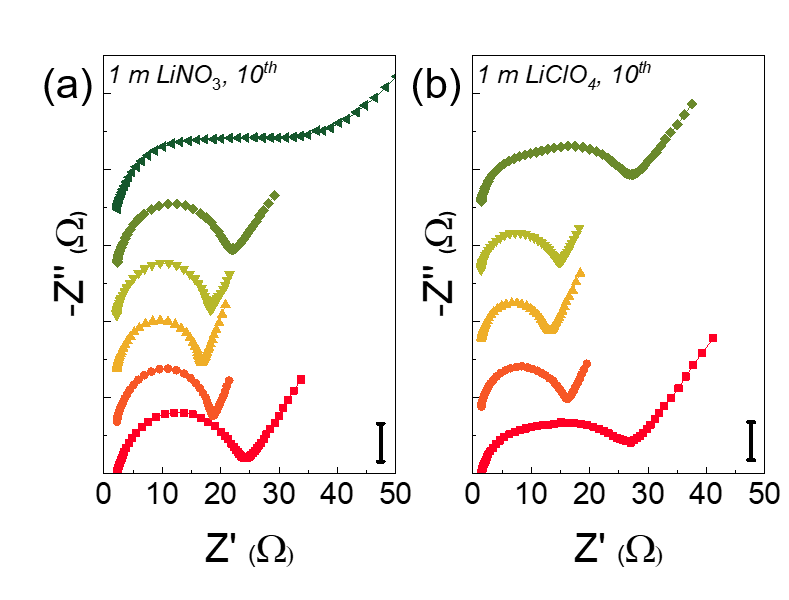 (a) 1 m LiNO₃, 10ᵗʰ
-Z" (Ω)
0 10 20 30 40 50
Z' (Ω)
(b) 1 m LiClO₄, 10ᵗʰ
-Z" (Ω)
0 10 20 30 40 50
Z' (Ω)